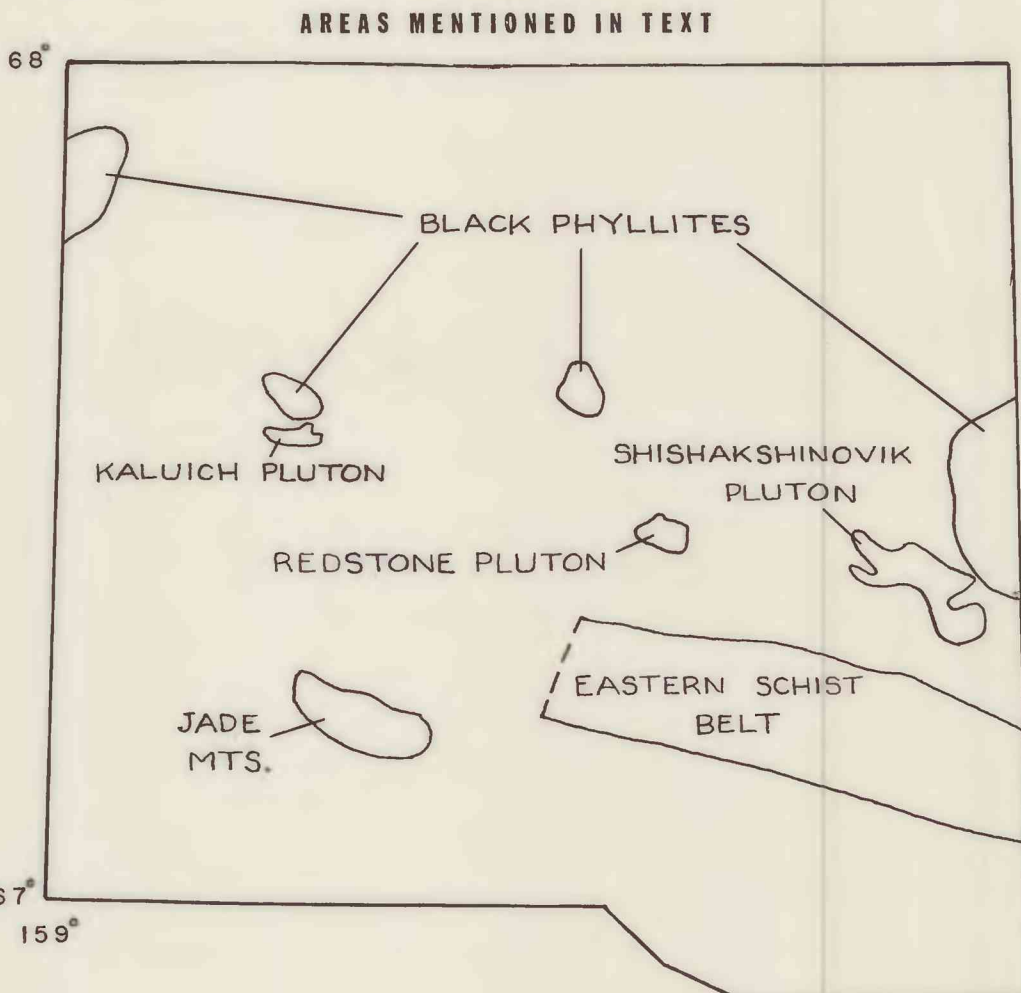 AREAS MENTIONED IN TEXT
68°
BLACK PHYLLITES
KALUICH PLUTON
SHISHAKSHINOVIK
PLUTON
REDSTONE PLUTON
EASTERN SCHIST
BELT
JADE
MTS.
67°
159°